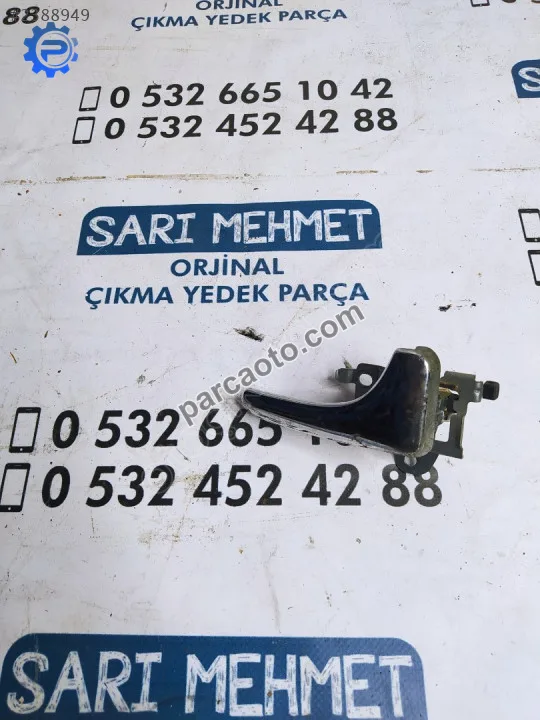 88949
88
ORJİNAL
ÇIKMA YEDEK PARÇA
0 532 665 10 42
0 532 452 42 88
SARI MEHMET
ORJİNAL
ÇIKMA YEDEK PARÇA
parcaoto.com
0 532 665
0 532 452 42 88
SARI MEHMET